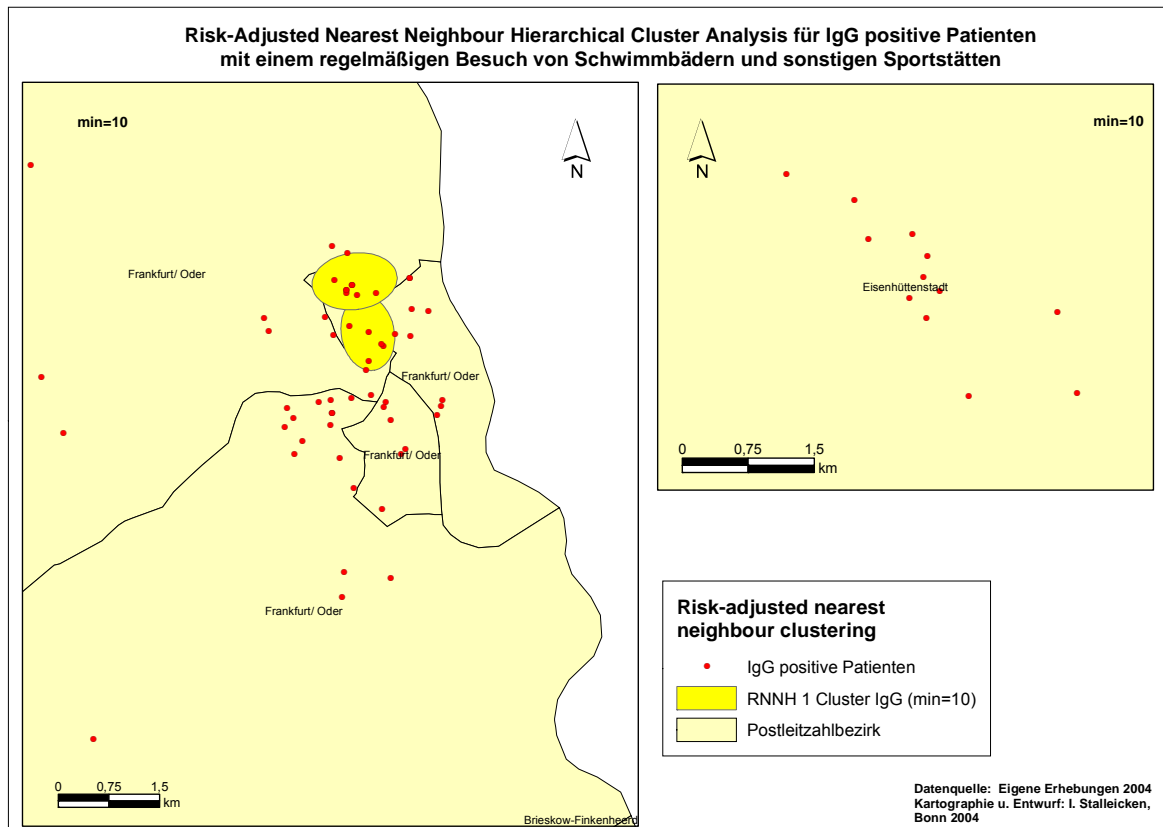 Risk-Adjusted Nearest Neighbour Hierarchical Cluster Analysis für IgG positive Patienten
mit einem regelmäßigen Besuch von Schwimmbädern und sonstigen Sportstätten
min=10
N
Frankfurt/ Oder
Frankfurt/ Oder
Frankfurt/ Oder
Frankfurt/ Oder
0 0,75 1,5
km
Brieskow-Finkenheerd
min=10
N
Eisenhüttenstadt
0 0,75 1,5
km
Risk-adjusted nearest
neighbour clustering
IgG positive Patienten
RNNH 1 Cluster IgG (min=10)
Postleitzahlbezirk
Datenquelle: Eigene Erhebungen 2004
Kartographie u. Entwurf: I. Stalleicken,
Bonn 2004